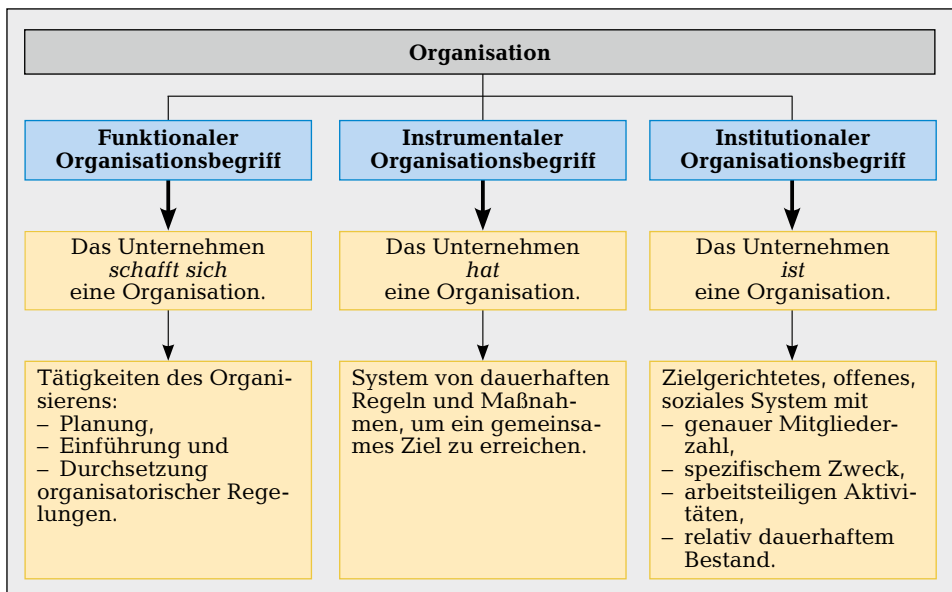 Organisation
Funktionaler
Organisationsbegriff
Instrumentaler
Organisationsbegriff
Institutionaler
Organisationsbegriff
Das Unternehmen
schafft sich
eine Organisation.
Das Unternehmen
hat
eine Organisation.
Das Unternehmen
ist
eine Organisation.
Tätigkeiten des Organi-
sierens:
– Planung,
– Einführung und
– Durchsetzung
organisatorischer Rege-
lungen.
System von dauerhaften
Regeln und Maßnah-
men, um ein gemeinsa-
mes Ziel zu erreichen.
Zielgerichtetes, offenes,
soziales System mit
– genauer Mitglieder-
zahl,
– spezifischem Zweck,
– arbeitsteiligen Aktivi-
täten,
– relativ dauerhaftem
Bestand.